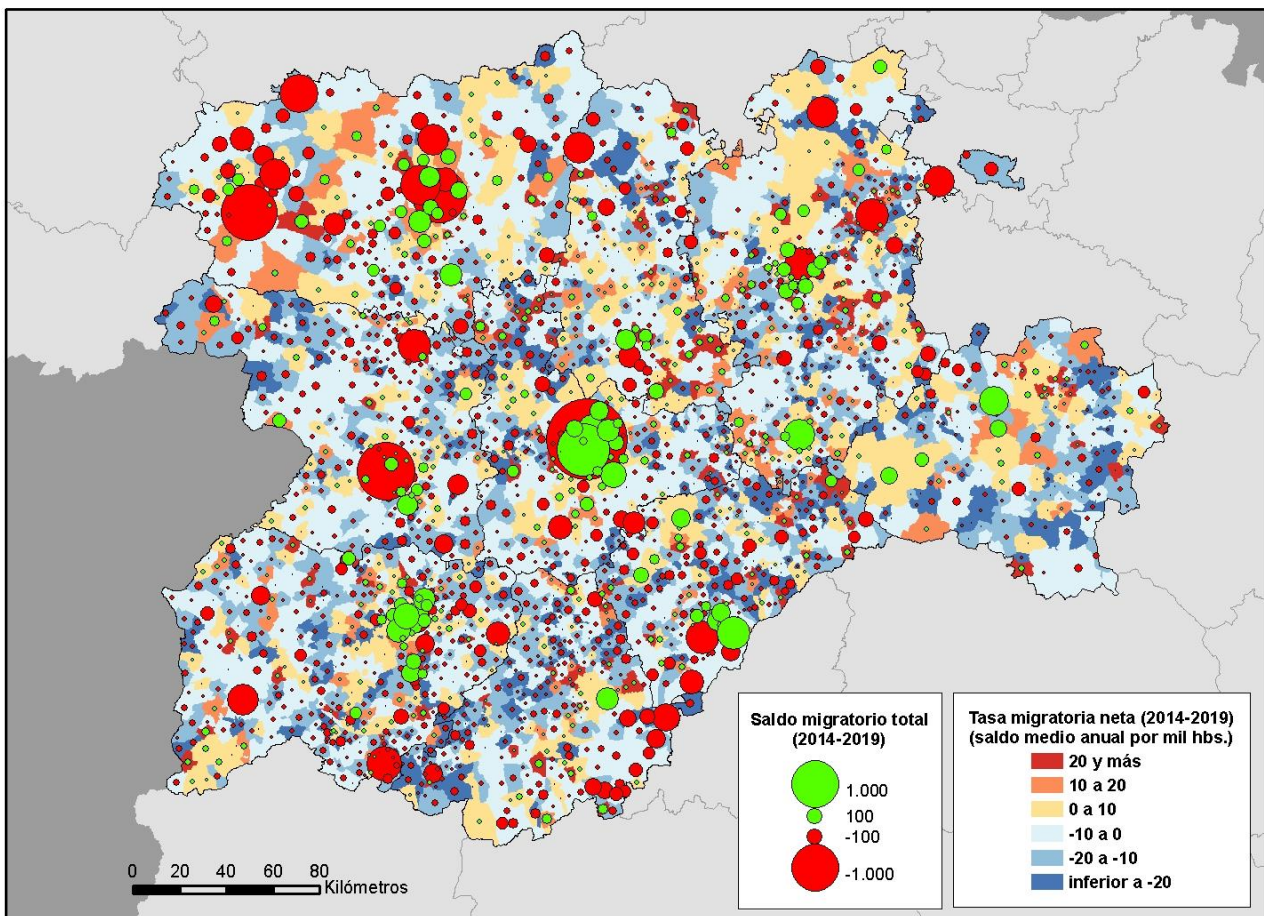 Saldo migratorio total
(2014-2019)
1.000
100
-100
-1.000
Tasa migratoria neta (2014-2019)
(saldo medio anual por mil hbs.)
20 y más
10 a 20
0 a 10
-10 a 0
-20 a -10
inferior a -20
0 20 40 60 80
Kilómetros